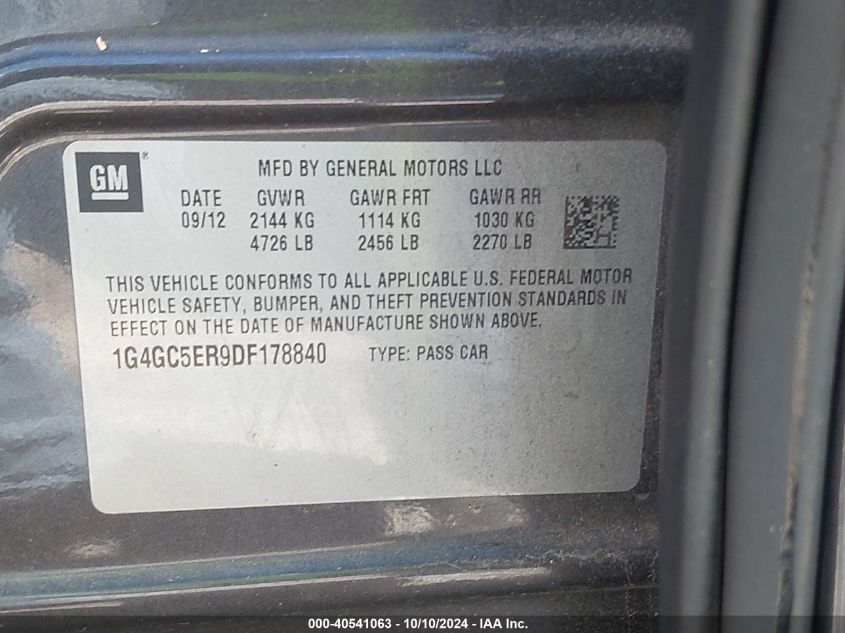 GM®
MFD BY GENERAL MOTORS LLC
DATE GVWR GAWR FRT GAWR RR
09/12 2144 KG 1114 KG 1030 KG
4726 LB 2456 LB 2270 LB
THIS VEHICLE CONFORMS TO ALL APPLICABLE U.S. FEDERAL MOTOR
VEHICLE SAFETY, BUMPER, AND THEFT PREVENTION STANDARDS IN
EFFECT ON THE DATE OF MANUFACTURE SHOWN ABOVE.
1G4GC5ER9DF178840 TYPE: PASS CAR
000-40541063 - 10/10/2024 - IAA Inc.